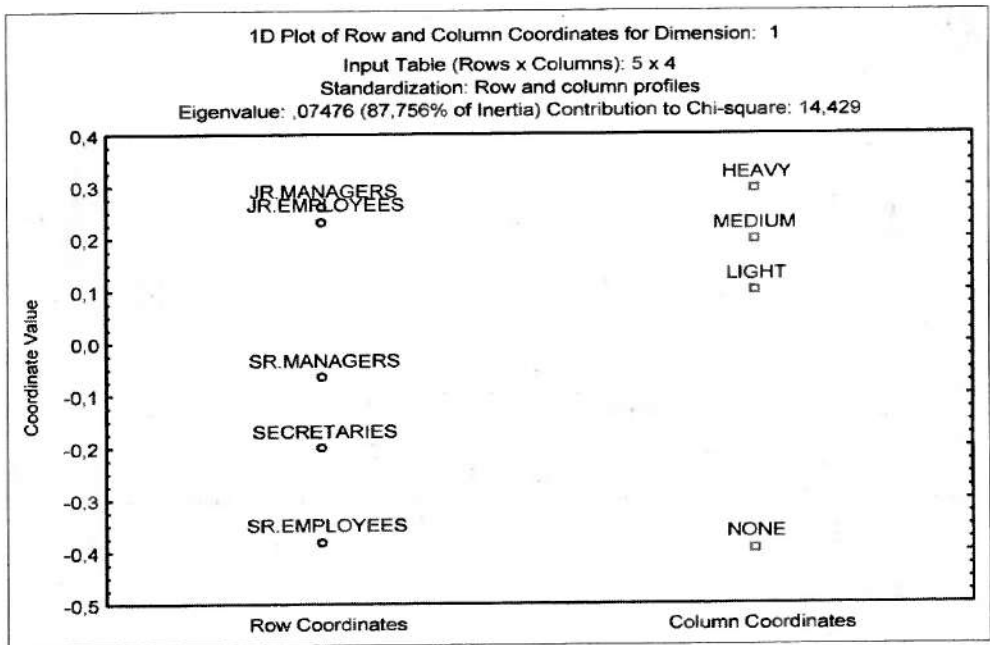 1D Plot of Row and Column Coordinates for Dimension: 1
Input Table (Rows x Columns): 5 x 4
Standardization: Row and column profiles
Eigenvalue: ,07476 (87,756% of Inertia) Contribution to Chi-square: 14,429
Coordinate Value
0,4
0,3
0,2
0,1
0,0
-0,1
-0,2
-0,3
-0,4
-0,5
JR.MANAGERS
JR.EMPLOYEES
SR.MANAGERS
SECRETARIES
SR.EMPLOYEES
HEAVY
MEDIUM
LIGHT
NONE
Row Coordinates
Column Coordinates